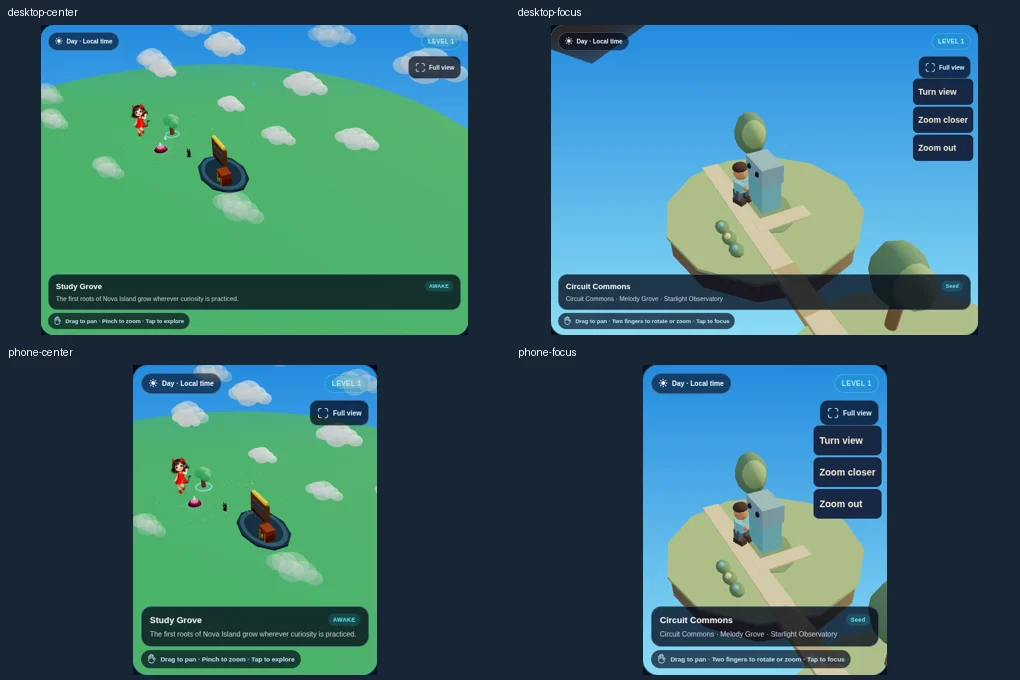 desktop-center
Day · Local time
LEVEL 1
Full view
Study Grove
AWAKE
The first roots of Nova Island grow wherever curiosity is practiced.
Drag to pan · Pinch to zoom · Tap to explore
desktop-focus
Day · Local time
LEVEL 1
Full view
Turn view
Zoom closer
Zoom out
Circuit Commons
Seed
Circuit Commons · Melody Grove · Starlight Observatory
Drag to pan · Two fingers to rotate or zoom · Tap to focus
phone-center
Day · Local time
LEVEL 1
Full view
Study Grove
AWAKE
The first roots of Nova Island grow wherever curiosity is practiced.
Drag to pan · Pinch to zoom · Tap to explore
phone-focus
Day · Local time
LEVEL 1
Full view
Turn view
Zoom closer
Zoom out
Circuit Commons
Seed
Circuit Commons · Melody Grove · Starlight Observatory
Drag to pan · Two fingers to rotate or zoom · Tap to focus